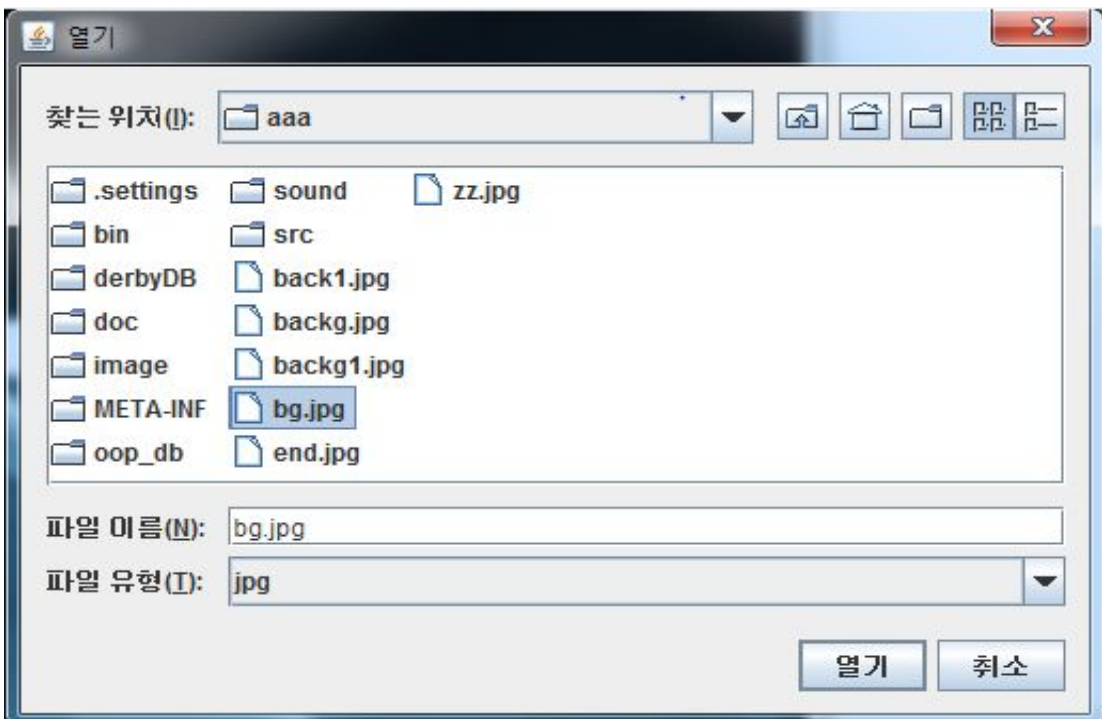 열기
찾는 위치(I): aaa
.settings sound zz.jpg
bin src
derbyDB back1.jpg
doc backg.jpg
image backg1.jpg
META-INF bg.jpg
oop_db end.jpg
파일 이름(N): bg.jpg
파일 유형(T): jpg
열기 취소